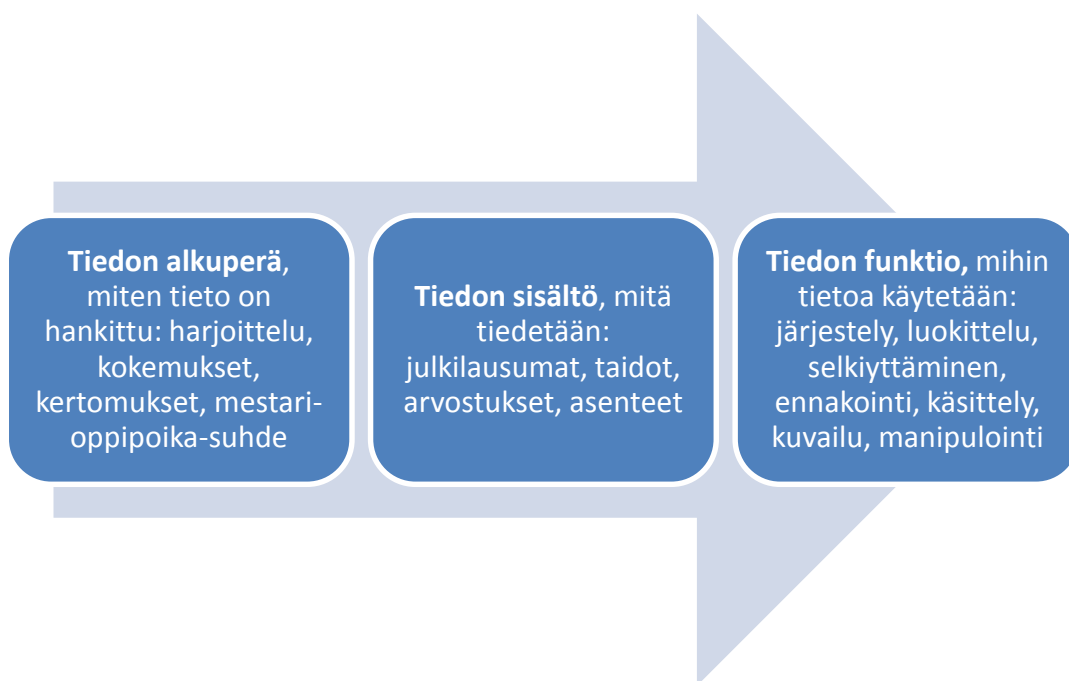 Tiedon alkuperä,
miten tieto on
hankittu: harjoittelu,
kokemukset,
kertomukset, mestari-
oppipoika-suhde
Tiedon sisältö, mitä
tiedetään:
julkilausumat, taidot,
arvostukset, asenteet
Tiedon funktio, mihin
tietoa käytetään:
järjestely, luokittelu,
selkiyttäminen,
ennakointi, käsittely,
kuvailu, manipulointi